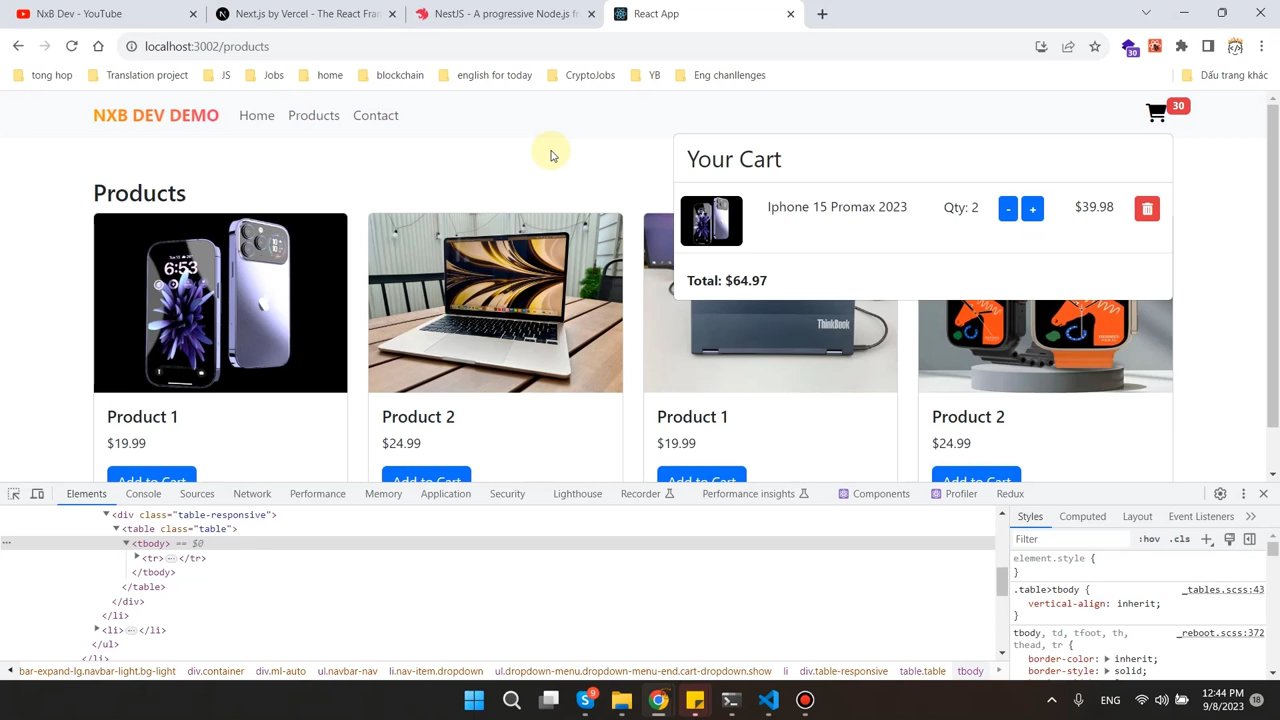 NxB Dev - YouTube
Next.js by Vercel - The React Fra
NestJS - A progressive Node.js fr
React App
localhost:3002/products
30
tong hop
Translation project
JS
Jobs
home
blockchain
english for today
CryptoJobs
YB
Eng chanllenges
Dấu trang khác
NXB DEV DEMO
Home
Products
Contact
30
Your Cart
Iphone 15 Promax 2023
Qty: 2
-
+
$39.98
Total: $64.97
Products
6:53
ThinkBook
Product 1
$19.99
Add to Cart
Product 2
$24.99
Add to Cart
Product 1
$19.99
Add to Cart
Product 2
$24.99
Add to Cart
Elements
Console
Sources
Network
Performance
Memory
Application
Security
Lighthouse
Recorder
Performance insights
Components
Profiler
Redux
<div class="table-responsive">
<table class="table">
<tbody> == $0
<tr> </tr>
</tbody>
</table>
</div>
</li>
<li> </li>
</ul>
</li>
bar-expand-lg.navbar-light.bg-light
div.container
div.ml-auto
ul.navbar-nav
li.nav-item.dropdown
ul.dropdown-menu.dropdown-menu-end.cart-dropdown.show
li
div.table-responsive
table.table
tbody
Styles
Computed
Layout
Event Listeners
Filter
:hov
.cls
element.style {
}
.table>tbody {
_tables.scss:43
vertical-align: inherit;
}
tbody, td, tfoot, th,
thead, tr {
_reboot.scss:372
border-color: inherit;
border-style: solid;
9
ENG
12:44 PM
9/8/2023
18